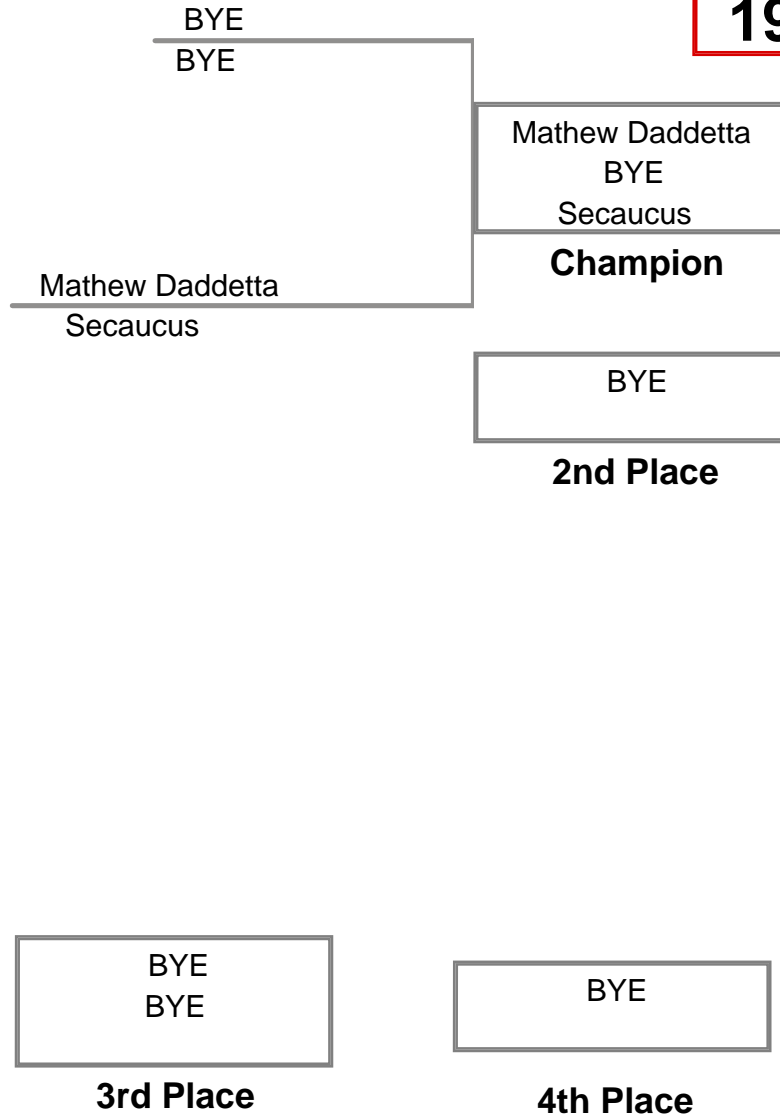 BYE
19
BYE
Mathew Daddetta
BYE
Secaucus
Champion
Mathew Daddetta
Secaucus
BYE
2nd Place
BYE
BYE
3rd Place
BYE
4th Place